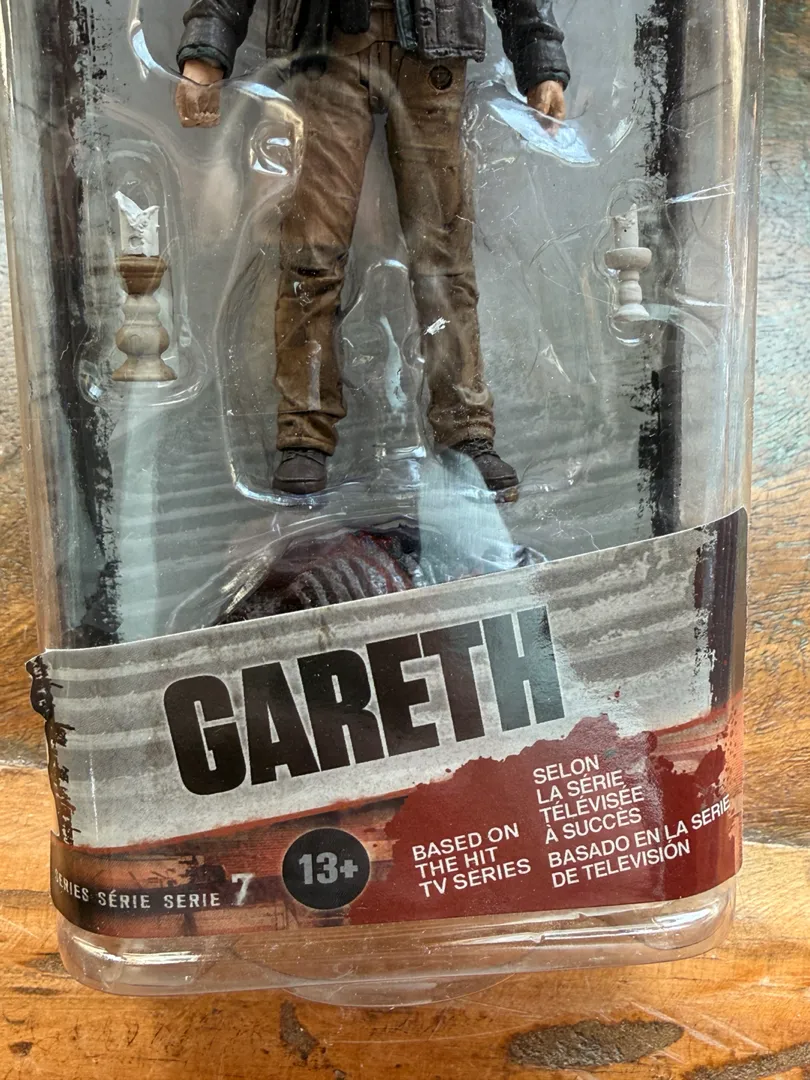 GARETH
SERIES SÉRIE SERIE 7
13+
BASED ON
THE HIT
TV SERIES
SELON
LA SÉRIE
TÉLÉVISÉE
À SUCCÈS
BASADO EN LA SERIE
DE TELEVISIÓN